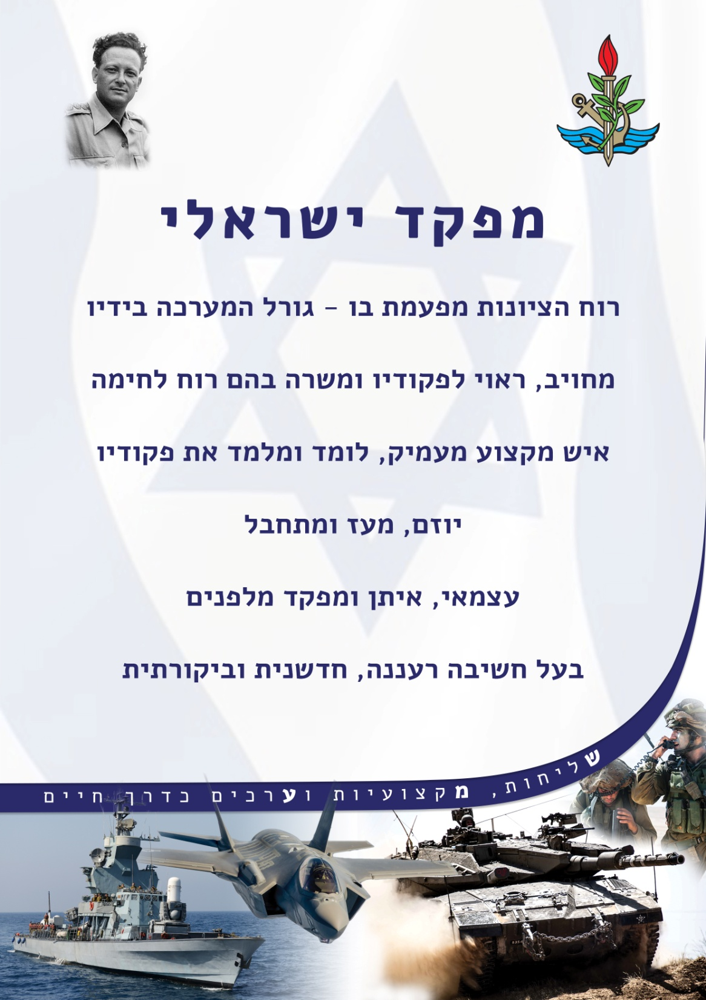 מפקד ישראלי
רוח הציונות מפעמת בו – גורל המערכה בידיו
מחויב, ראוי לפקודיו ומשרה בהם רוח לחימה
איש מקצוע מעמיק, לומד ומלמד את פקודיו
יוזם, מעז ומתחבל
עצמאי, איתן ומפקד מלפנים
בעל חשיבה רעננה, חדשנית וביקורתית
שליחות, מקצועיות וערכים כדרך חיים